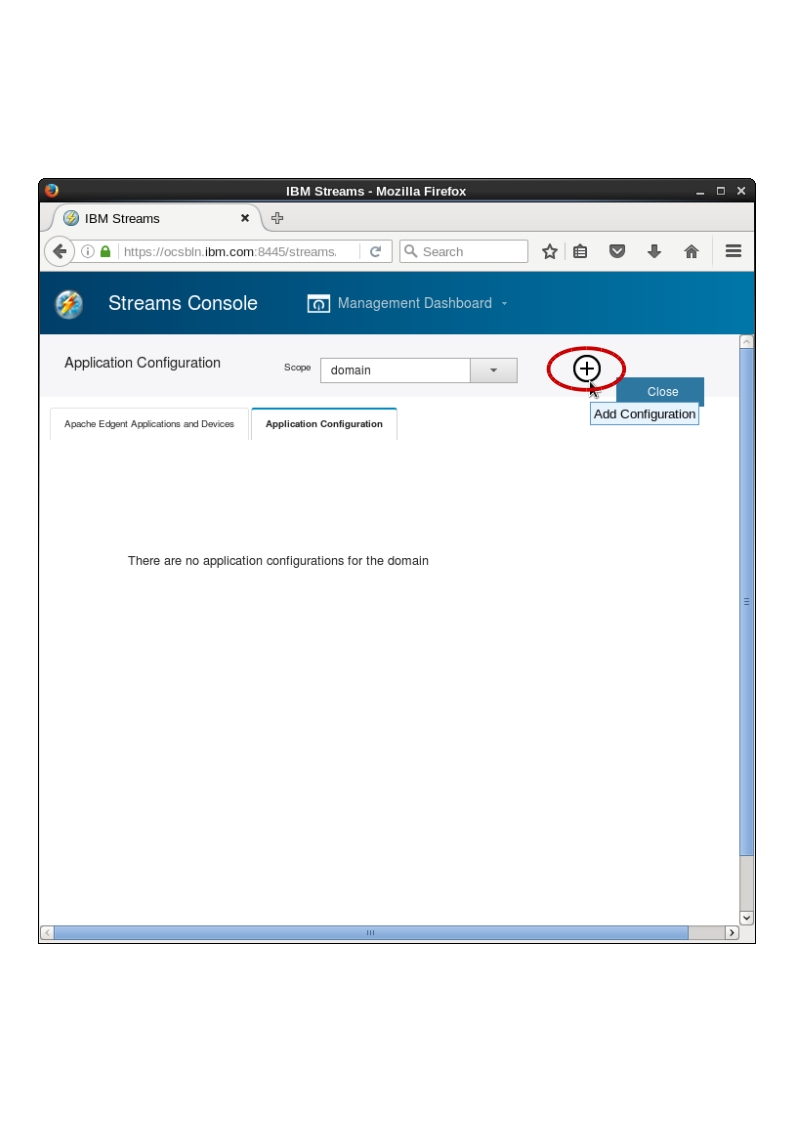 IBM Streams - Mozilla Firefox
IBM Streams
https://ocsbln.ibm.com:8445/streams.
Search
Streams Console
Management Dashboard
Application Configuration
Scope
domain
Close
Add Configuration
Apache Edgent Applications and Devices
Application Configuration
There are no application configurations for the domain